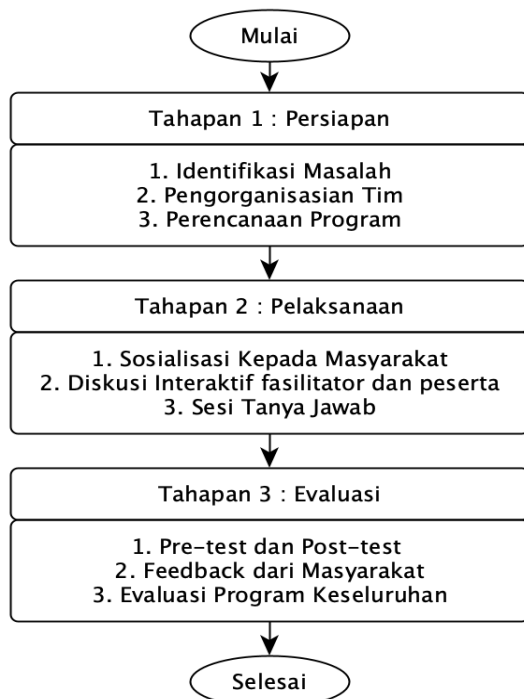 Mulai
Tahapan 1 : Persiapan
1. Identifikasi Masalah
2. Pengorganisasian Tim
3. Perencanaan Program
Tahapan 2 : Pelaksanaan
1. Sosialisasi Kepada Masyarakat
2. Diskusi Interaktif fasilitator dan peserta
3. Sesi Tanya Jawab
Tahapan 3 : Evaluasi
1. Pre-test dan Post-test
2. Feedback dari Masyarakat
3. Evaluasi Program Keseluruhan
Selesai